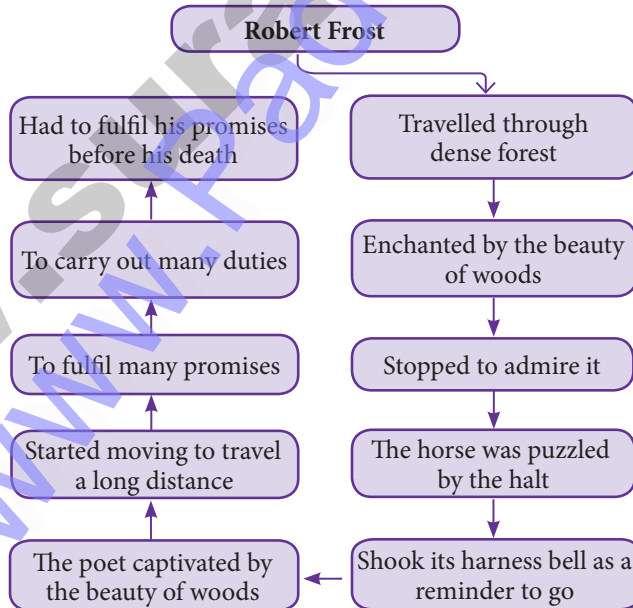 Robert Frost
Travelled through
dense forest
Enchanted by the beauty
of woods
Stopped to admire it
The horse was puzzled
by the halt
Shook its harness bell as a
reminder to go
The poet captivated by
the beauty of woods
Started moving to travel
a long distance
To fulfil many promises
To carry out many duties
Had to fulfil his promises
before his death